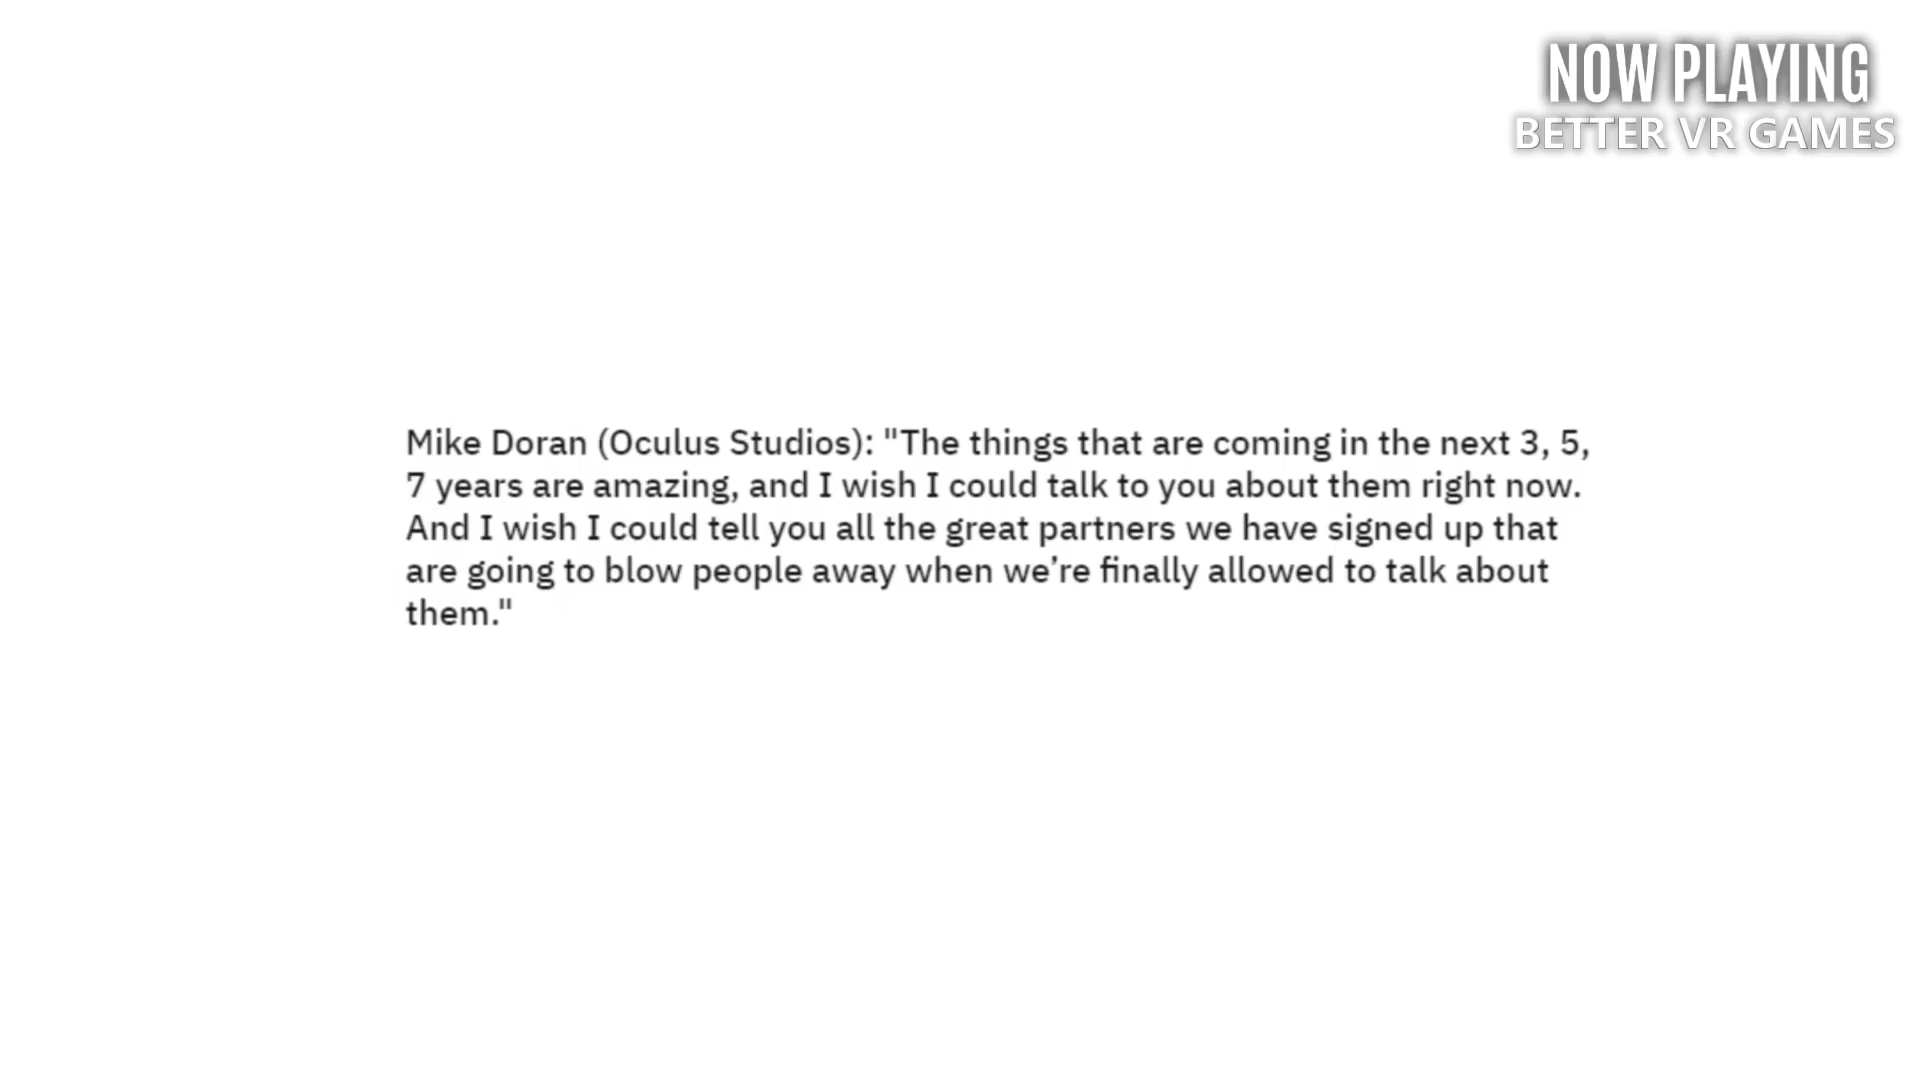 NOW PLAYING
BETTER VR GAMES
Mike Doran (Oculus Studios): "The things that are coming in the next 3, 5,
7 years are amazing, and I wish I could talk to you about them right now.
And I wish I could tell you all the great partners we have signed up that
are going to blow people away when we’re finally allowed to talk about
them."